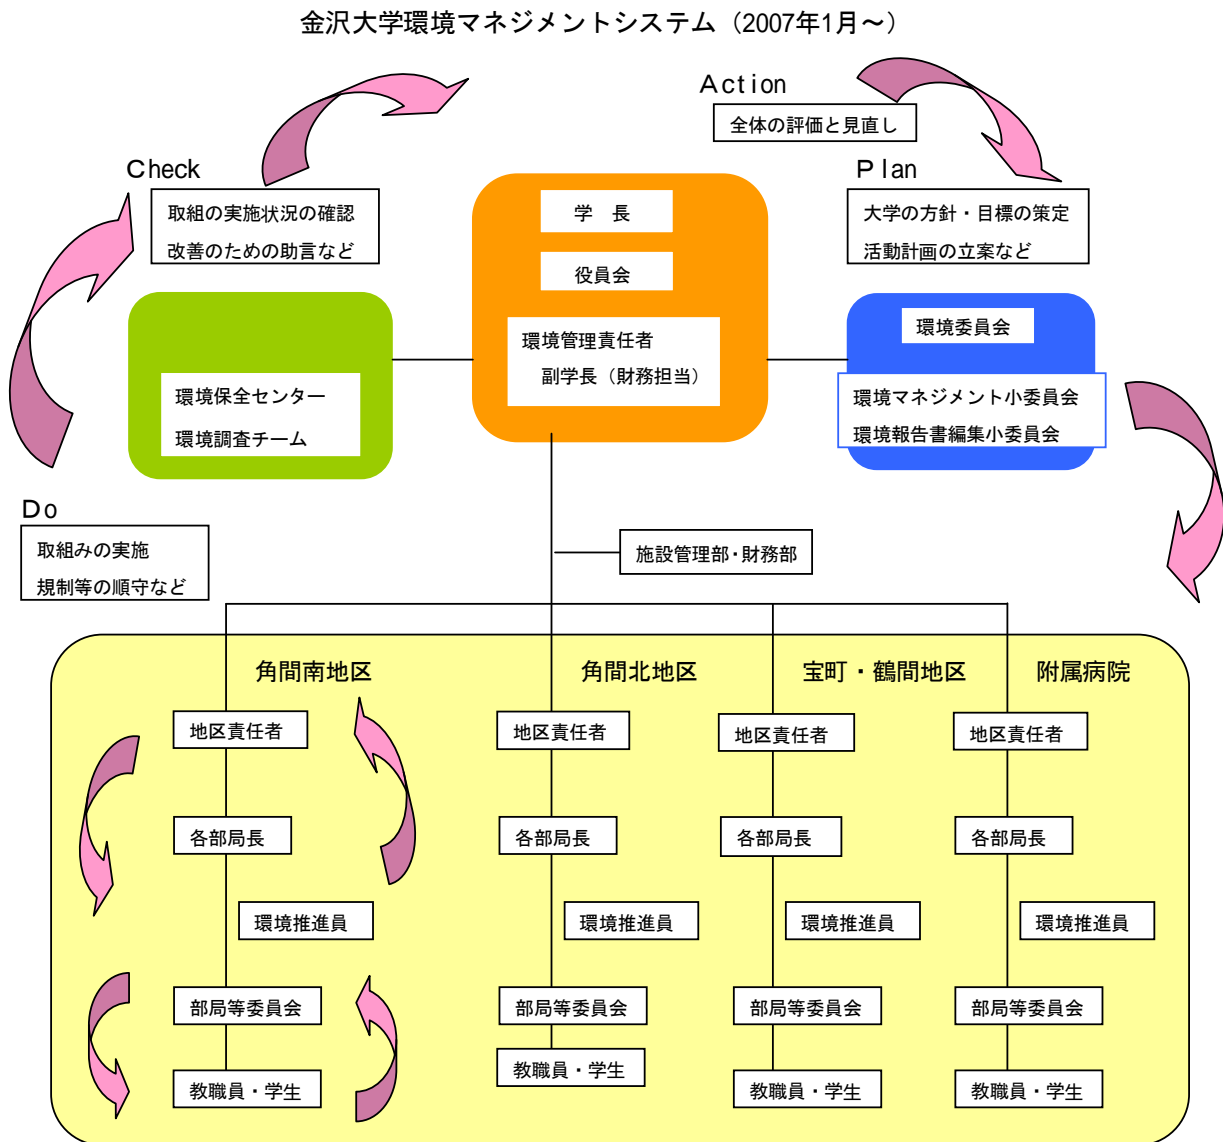 金沢大学環境マネジメントシステム（2007年1月～）
Action
全体の評価と見直し
Check
取組の実施状況の確認
改善のための助言など
Plan
大学の方針・目標の策定
活動計画の立案など
学　長
役員会
環境管理責任者
副学長（財務担当）
環境保全センター
環境調査チーム
環境委員会
環境マネジメント小委員会
環境報告書編集小委員会
Do
取組みの実施
規制等の順守など
施設管理部・財務部
角間南地区
角間北地区
宝町・鶴間地区
附属病院
地区責任者
地区責任者
地区責任者
地区責任者
各部局長
各部局長
各部局長
各部局長
環境推進員
環境推進員
環境推進員
環境推進員
部局等委員会
部局等委員会
部局等委員会
部局等委員会
教職員・学生
教職員・学生
教職員・学生
教職員・学生